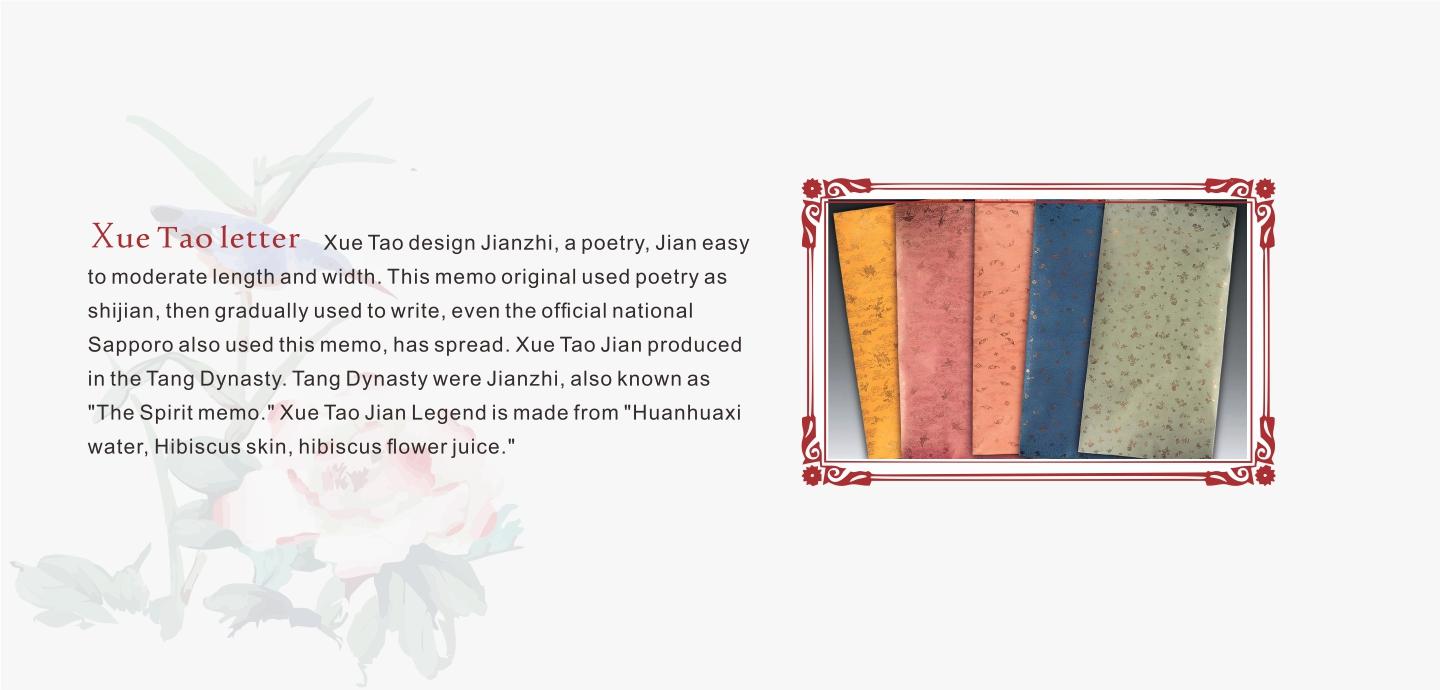 Xue Tao letter Xue Tao design Jianzhi, a poetry, Jian easy
to moderate length and width. This memo original used poetry as
shijian, then gradually used to write, even the official national
Sapporo also used this memo, has spread. Xue Tao Jian produced
in the Tang Dynasty. Tang Dynasty were Jianzhi, also known as
"The Spirit memo." Xue Tao Jian Legend is made from "Huanhuaxi
water, Hibiscus skin, hibiscus flower juice."